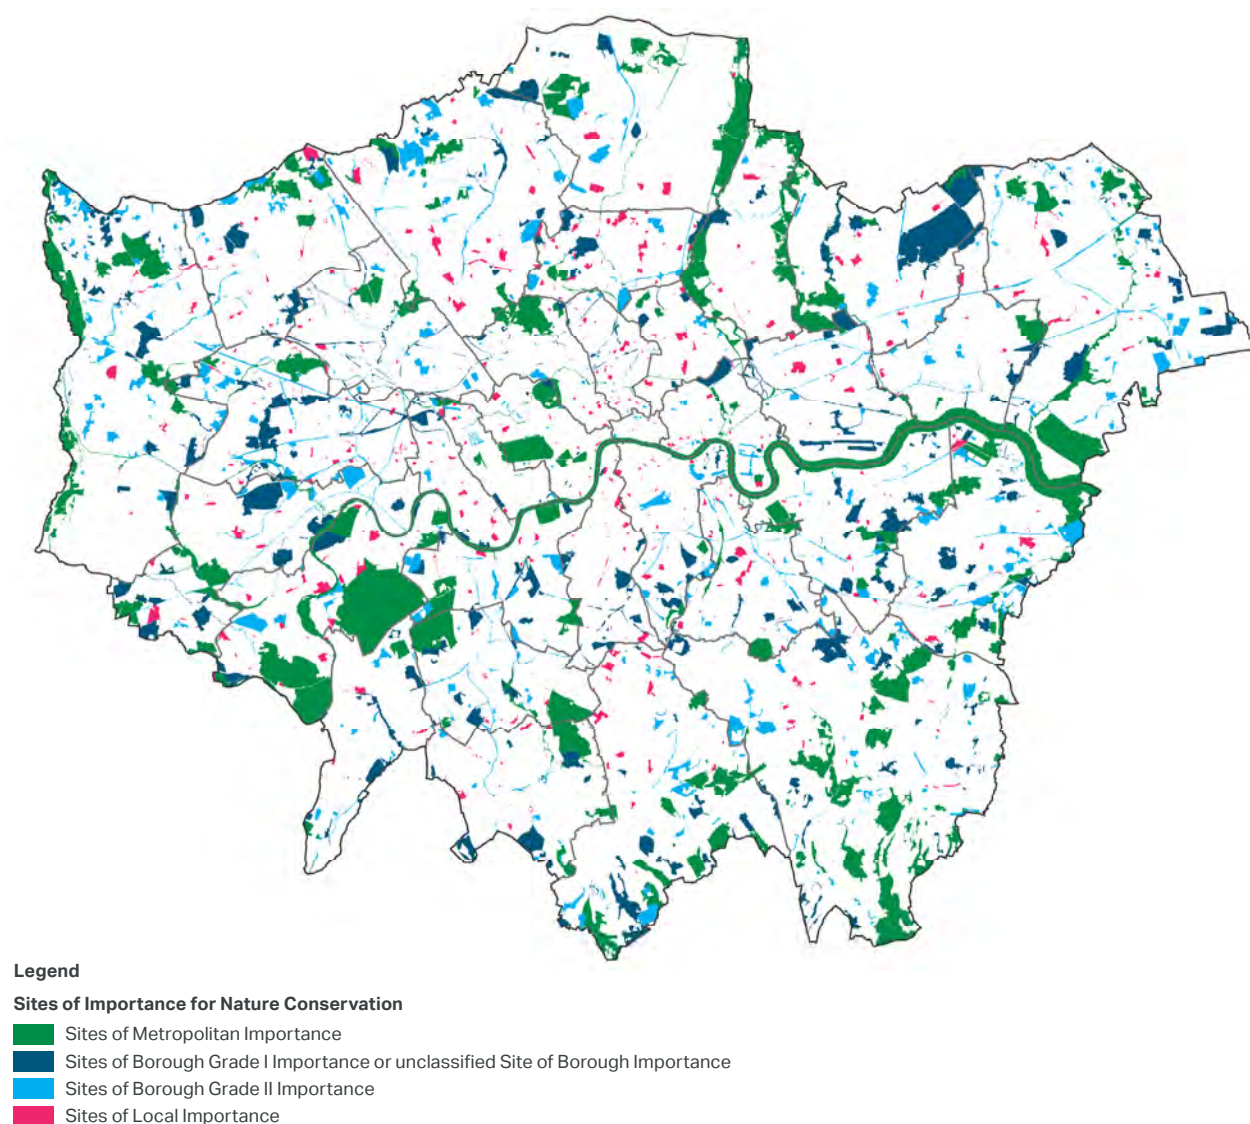 Legend
Sites of Importance for Nature Conservation
Sites of Metropolitan Importance
Sites of Borough Grade I Importance or unclassified Site of Borough Importance
Sites of Borough Grade II Importance
Sites of Local Importance